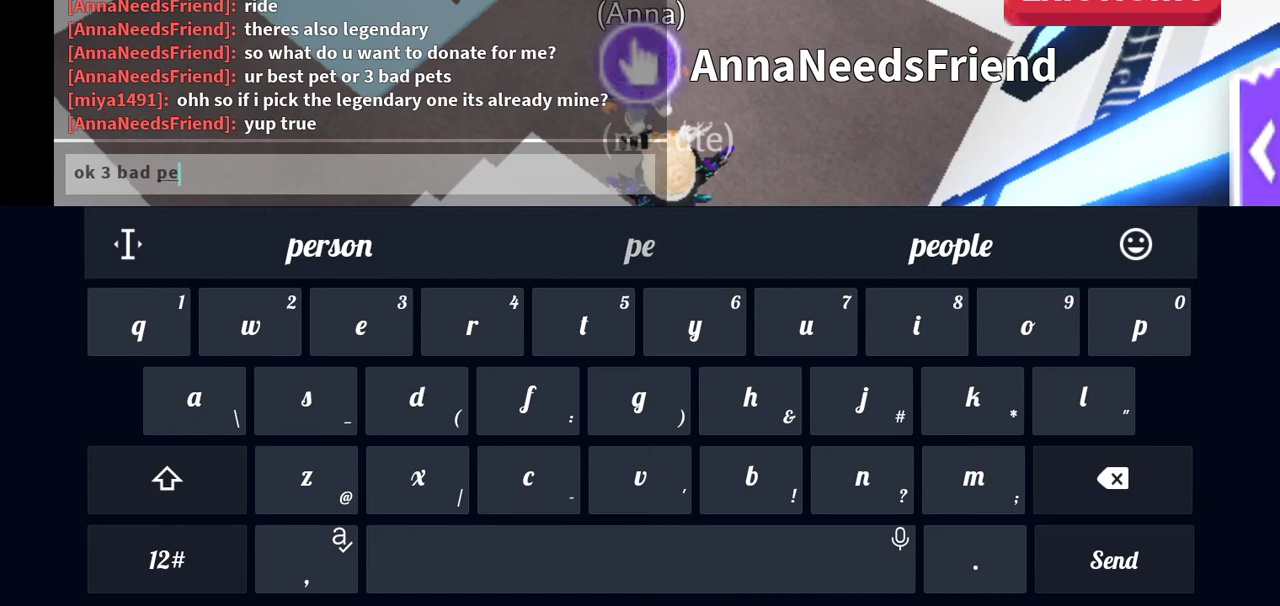 [AnnaNeedsFriend]: ride
[AnnaNeedsFriend]: theres also legendary
[AnnaNeedsFriend]: so what do u want to donate for me?
[AnnaNeedsFriend]: ur best pet or 3 bad pets
[miya1491]: ohh so if i pick the legendary one its already mine?
[AnnaNeedsFriend]: yup true
(Anna)
AnnaNeedsFriend
ok 3 bad pe
person pe people
1 2 3 4 5 6 7 8 9 0
q w e r t y u i o p
a s d f g h j k l
\ _ ( : ) & # * "
z x c v b n m
@ | - ' ! ? ;
12# a , . Send